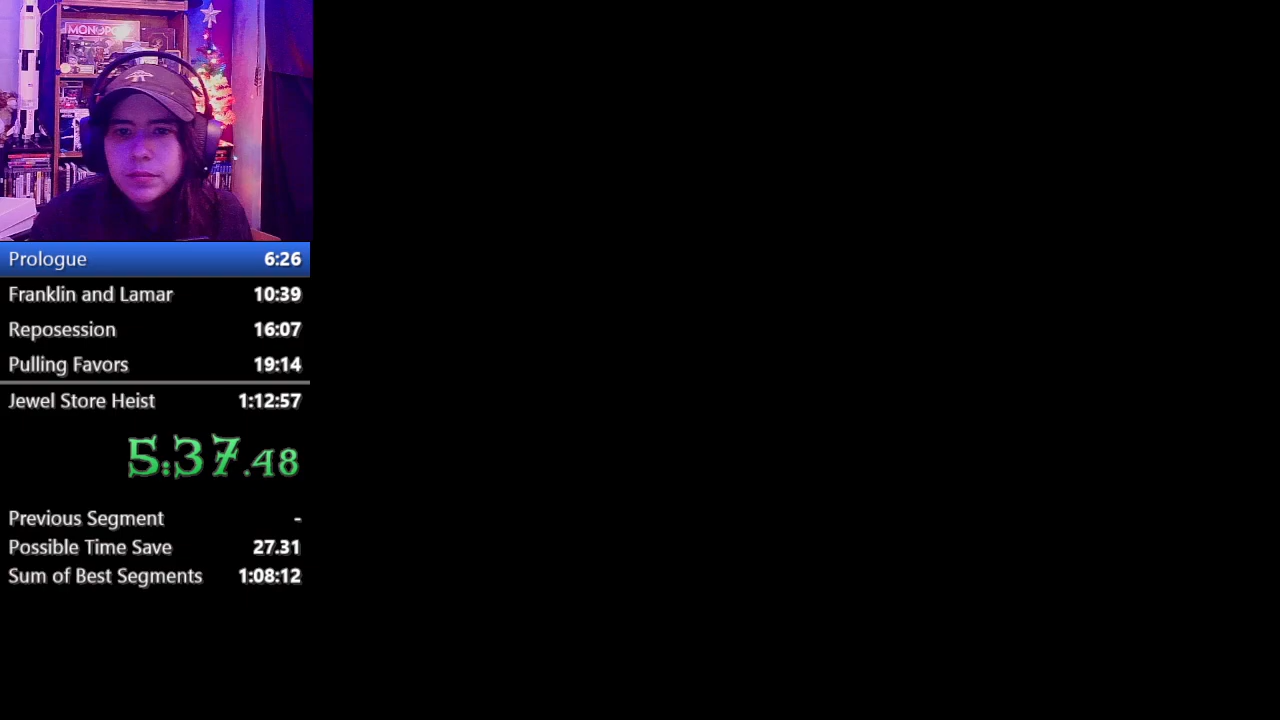 MONOPO
Prologue 6:26
Franklin and Lamar 10:39
Reposession 16:07
Pulling Favors 19:14
Jewel Store Heist 1:12:57
5:37.48
Previous Segment -
Possible Time Save 27.31
Sum of Best Segments 1:08:12